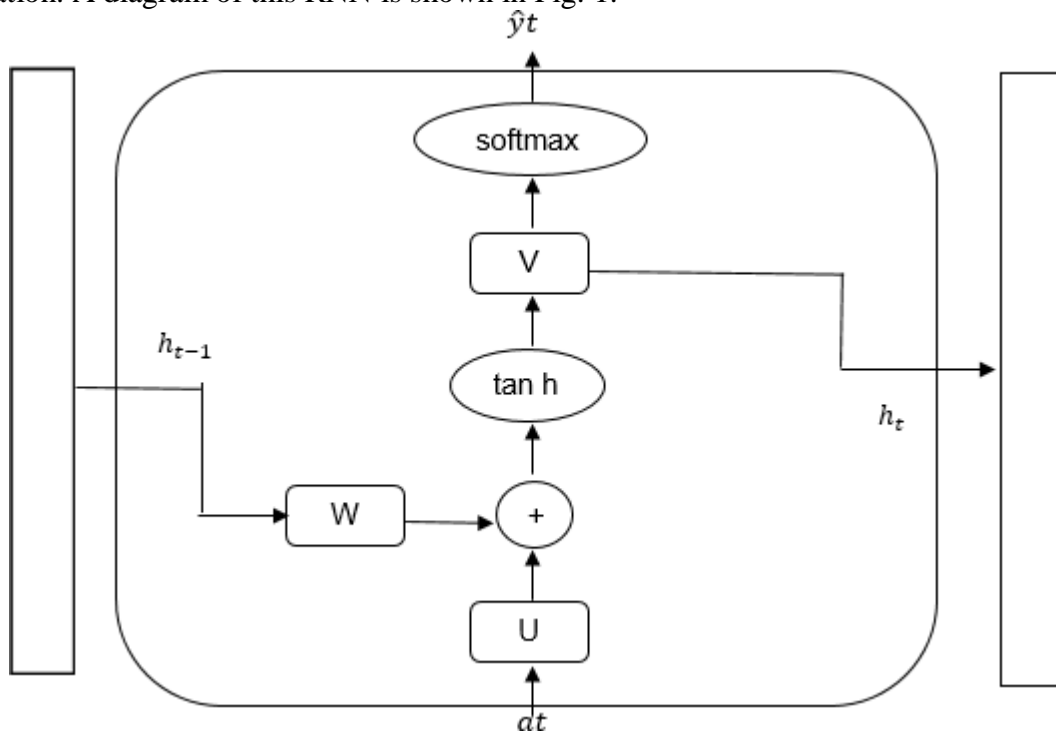 ation. A diagram of this RNN is shown in Fig. 1.
ŷt
softmax
V
h_{t−1}
tan h
h_t
W
+
U
at